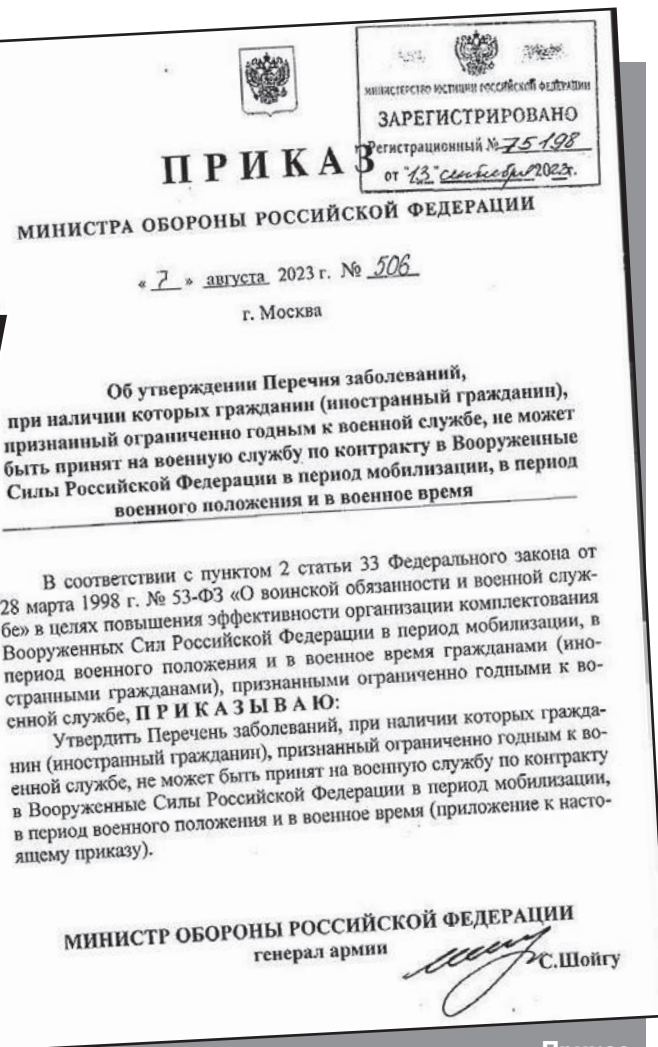 МИНИСТЕРСТВО ЮСТИЦИИ РОССИЙСКОЙ ФЕДЕРАЦИИ
ЗАРЕГИСТРИРОВАНО
Регистрационный № 75198
от "13" сентября 2023г.
ПРИКАЗ
МИНИСТРА ОБОРОНЫ РОССИЙСКОЙ ФЕДЕРАЦИИ
« 7 » августа 2023 г. № 506
г. Москва
Об утверждении Перечня заболеваний,
при наличии которых гражданин (иностранный гражданин),
признанный ограниченно годным к военной службе, не может
быть принят на военную службу по контракту в Вооруженные
Силы Российской Федерации в период мобилизации, в период
военного положения и в военное время
В соответствии с пунктом 2 статьи 33 Федерального закона от
28 марта 1998 г. № 53-ФЗ «О воинской обязанности и военной служ-
бе» в целях повышения эффективности организации комплектования
Вооруженных Сил Российской Федерации в период мобилизации, в
период военного положения и в военное время гражданами (ино-
странными гражданами), признанными ограниченно годными к во-
енной службе, ПРИКАЗЫВАЮ:
Утвердить Перечень заболеваний, при наличии которых гражда-
нин (иностранный гражданин), признанный ограниченно годным к во-
енной службе, не может быть принят на военную службу по контракту
в Вооруженные Силы Российской Федерации в период мобилизации,
в период военного положения и в военное время (приложение к насто-
ящему приказу).
МИНИСТР ОБОРОНЫ РОССИЙСКОЙ ФЕДЕРАЦИИ
генерал армии
С.Шойгу